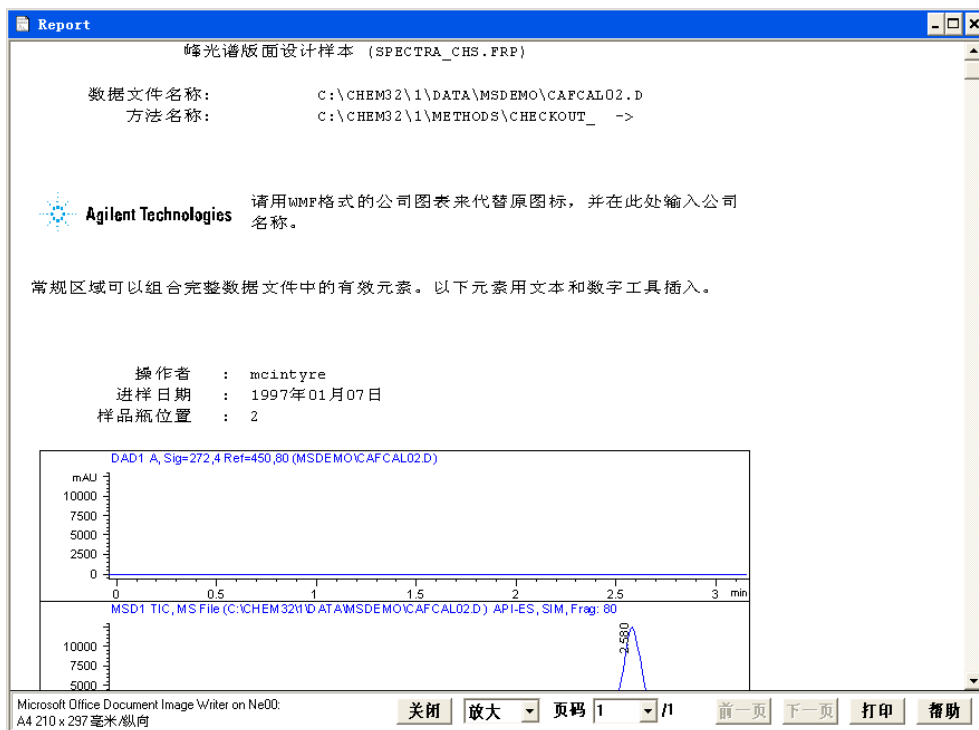 Report
峰光谱版面设计样本 (SPECTRA_CHS.FRP)
数据文件名称: C:\CHEM32\1\DATA\MSDEMO\CAFCAL02.D
方法名称: C:\CHEM32\1\METHODS\CHECKOUT_ ->
Agilent Technologies
请用WMF格式的公司图表来代替原图标，并在此处输入公司
名称。
常规区域可以组合完整数据文件中的有效元素。以下元素用文本和数字工具插入。
操作者 : mcintyre
进样日期 : 1997年01月07日
样品瓶位置 : 2
DAD1 A, Sig=272,4 Ref=450,80 (MSDEMO\CAFCAL02.D)
mAU
10000
7500
5000
2500
0
0 0.5 1 1.5 2 2.5 3 min
MSD1 TIC, MS File (C:\CHEM32\1\DATA\MSDEMO\CAFCAL02.D) API-ES, SIM, Frag: 80
2.580
10000
7500
5000
Microsoft Office Document Image Writer on Ne00:
A4 210 x 297 毫米/纵向
关闭 放大 页码 1 /1 前一页 下一页 打印 帮助